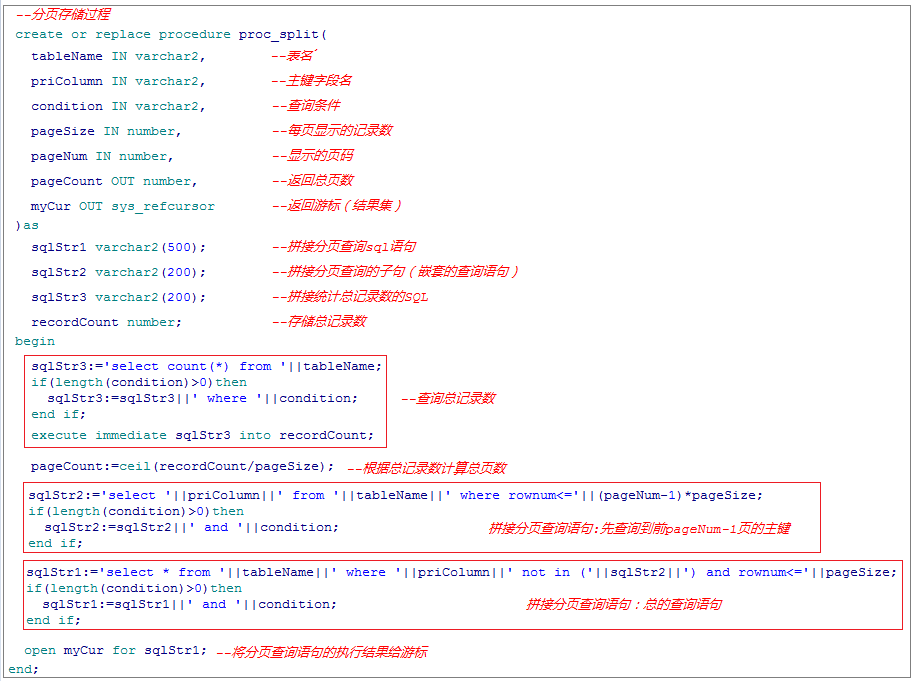 --分页存储过程
create or replace procedure proc_split(
tableName IN varchar2, --表名
priColumn IN varchar2, --主键字段名
condition IN varchar2, --查询条件
pageSize IN number, --每页显示的记录数
pageNum IN number, --显示的页码
pageCount OUT number, --返回总页数
myCur OUT sys_refcursor --返回游标(结果集)
)as
sqlStr1 varchar2(500); --拼接分页查询sql语句
sqlStr2 varchar2(200); --拼接分页查询的子句(嵌套的查询语句)
sqlStr3 varchar2(200); --拼接统计总记录数的SQL
recordCount number; --存储总记录数
begin
sqlStr3:='select count(*) from '||tableName;
if(length(condition)>0)then
sqlStr3:=sqlStr3||' where '||condition; --查询总记录数
end if;
execute immediate sqlStr3 into recordCount;
pageCount:=ceil(recordCount/pageSize); --根据总记录数计算总页数
sqlStr2:='select '||priColumn||' from '||tableName||' where rownum<='||(pageNum-1)*pageSize;
if(length(condition)>0)then
sqlStr2:=sqlStr2||' and '||condition; 拼接分页查询语句:先查询到前pageNum-1页的主键
end if;
sqlStr1:='select * from '||tableName||' where '||priColumn||' not in ('||sqlStr2||') and rownum<='||pageSize;
if(length(condition)>0)then
sqlStr1:=sqlStr1||' and '||condition; 拼接分页查询语句：总的查询语句
end if;
open myCur for sqlStr1; --将分页查询语句的执行结果给游标
end;